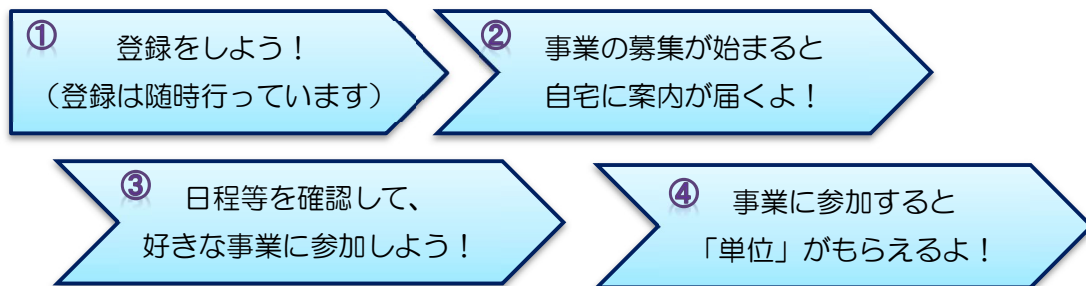 ①
登録をしよう！
（登録は随時行っています）
②
事業の募集が始まると
自宅に案内が届くよ！
③
日程等を確認して、
好きな事業に参加しよう！
④
事業に参加すると
「単位」がもらえるよ！